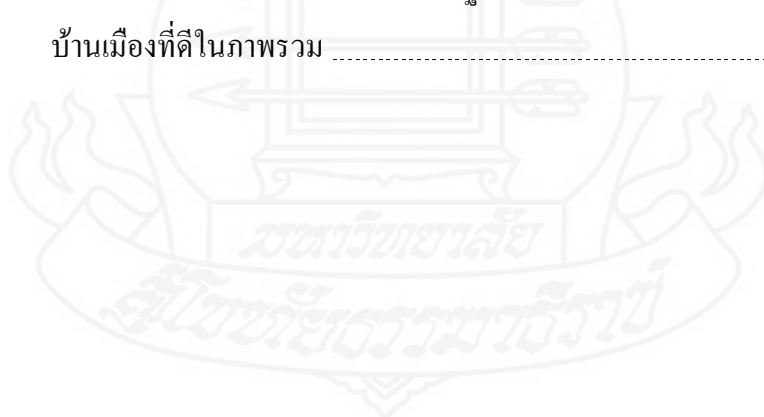 บ้านเมืองที่ดีในภาพรวม
มหาวิทยาลัย
สุโขทัยธรรมาธิราช